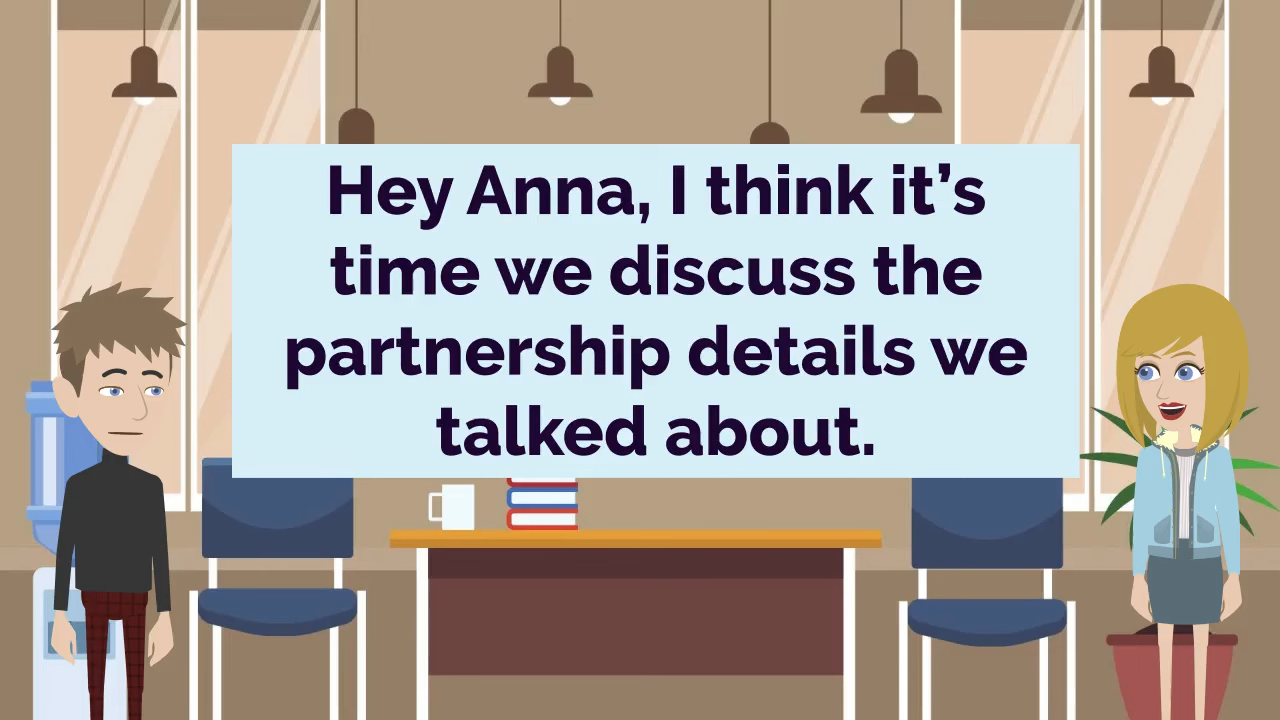 Hey Anna, I think it’s
time we discuss the
partnership details we
talked about.